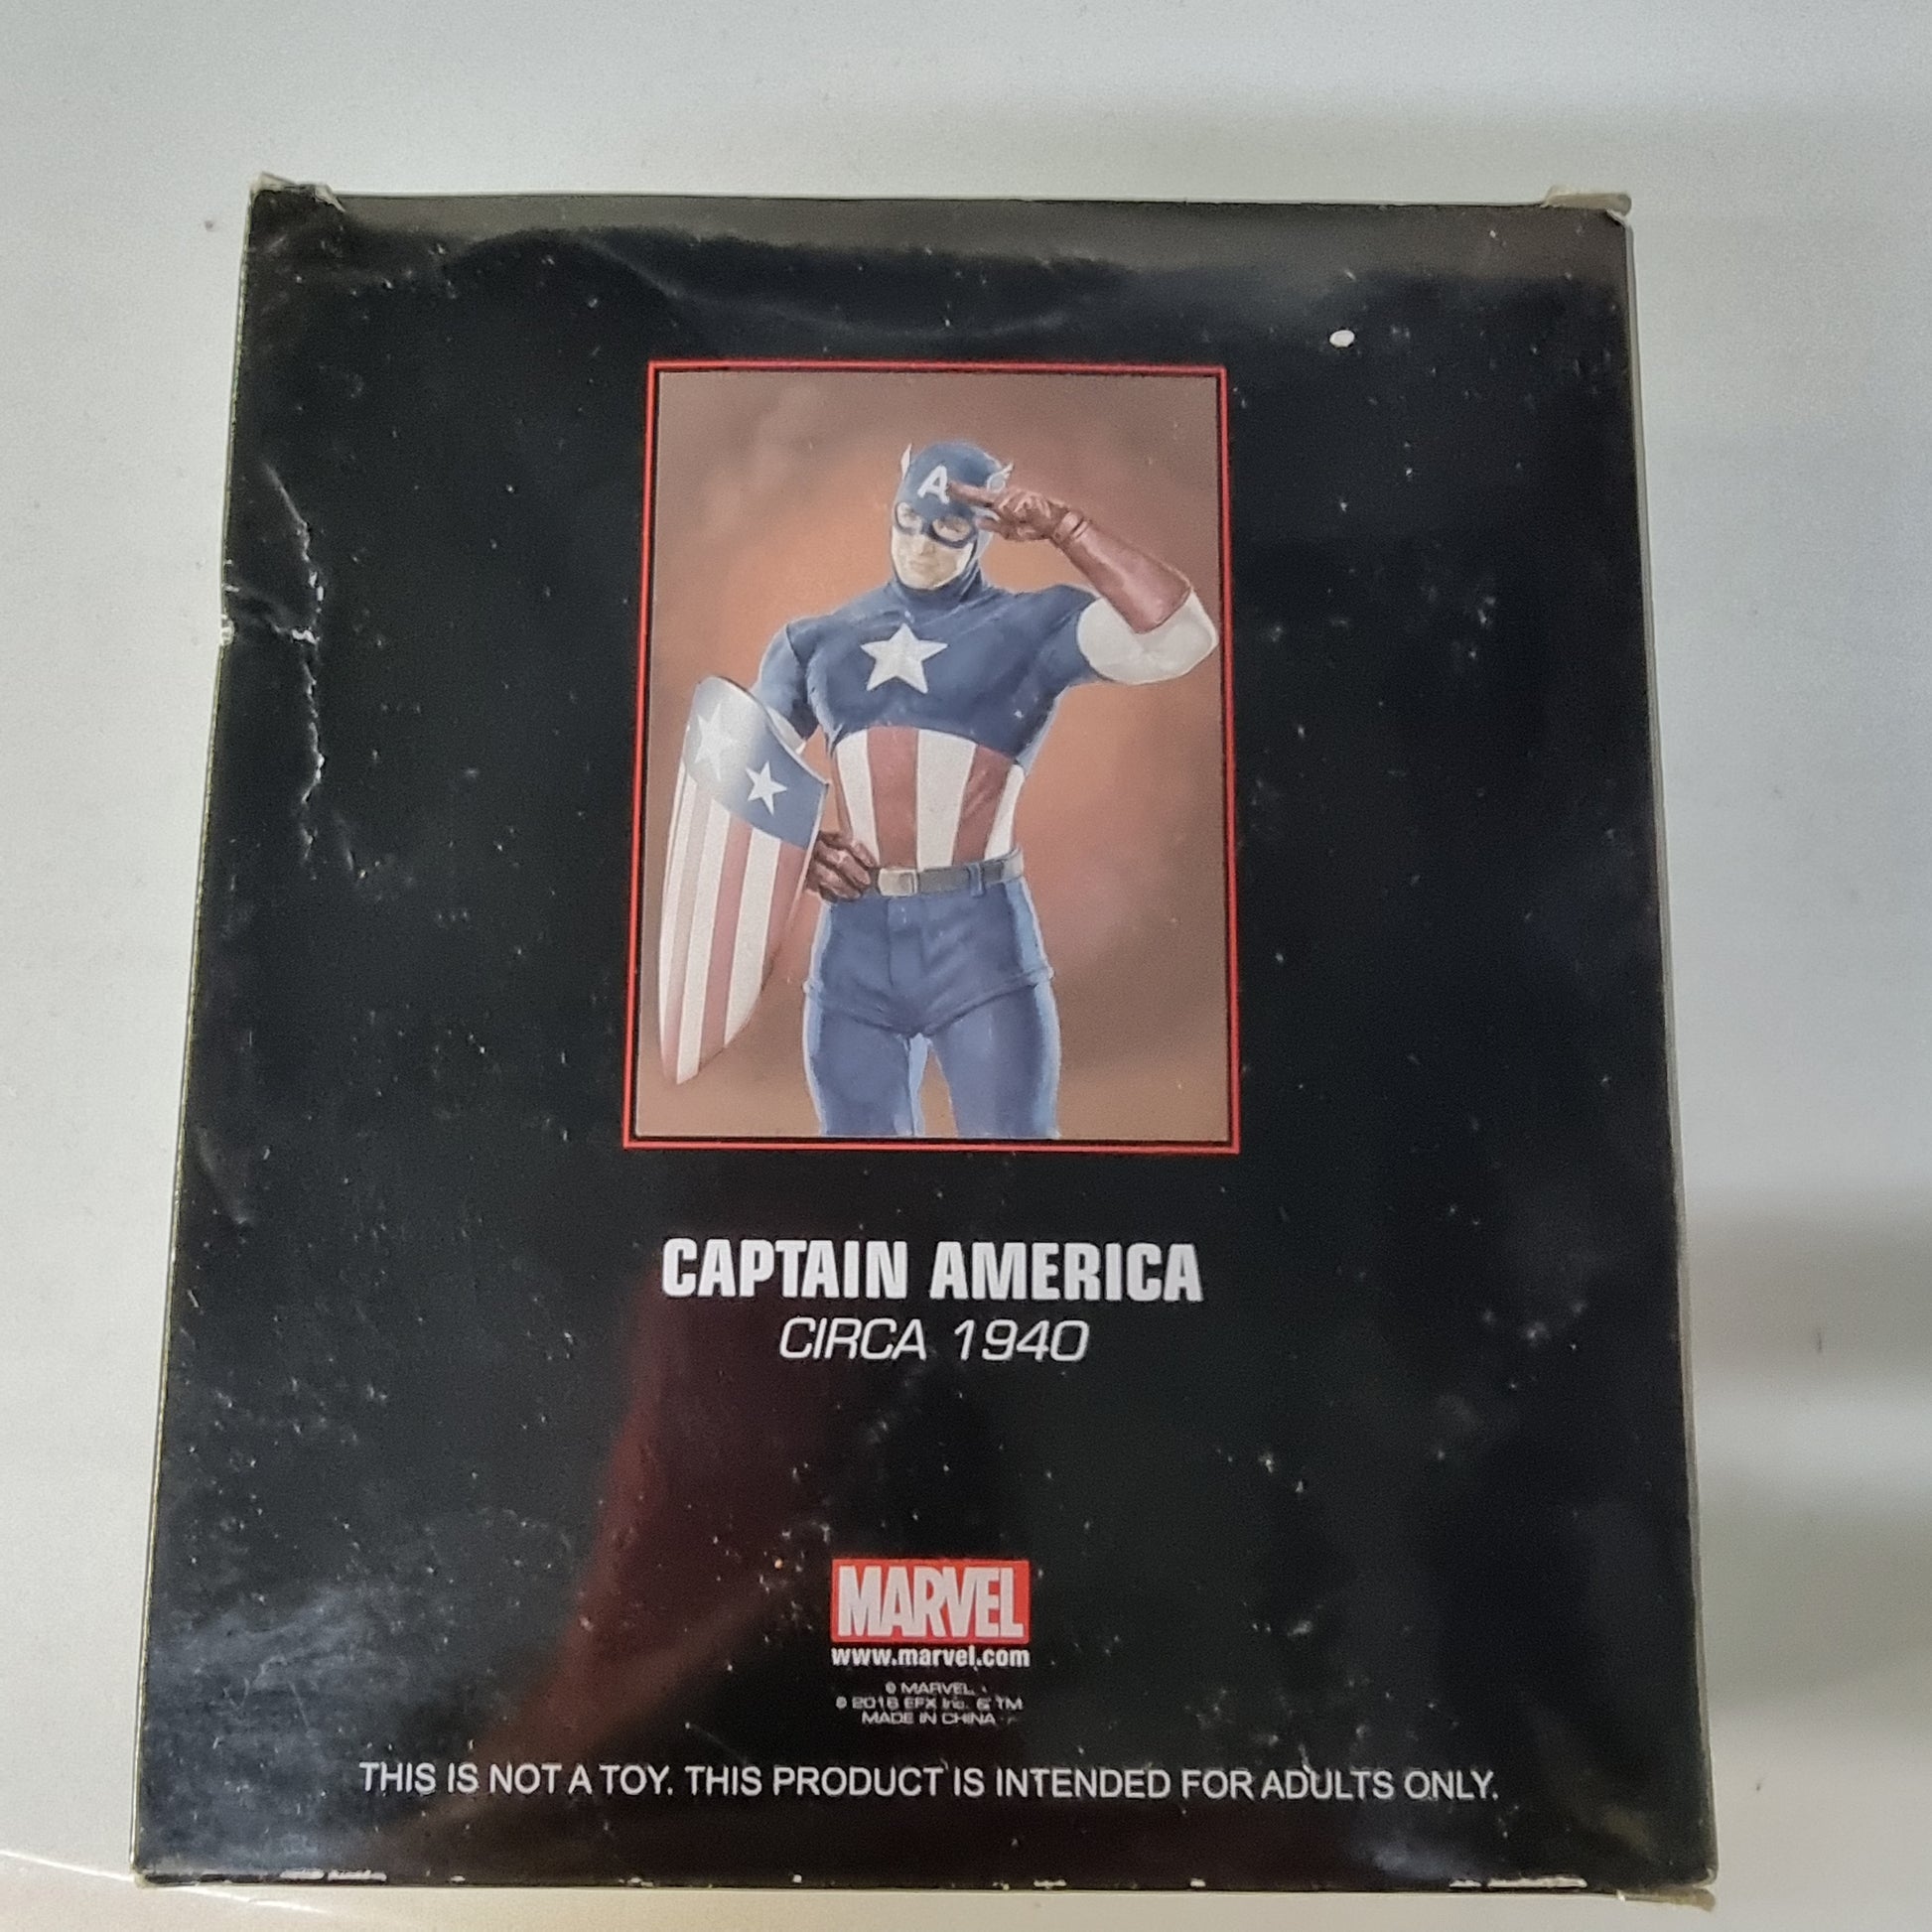 A
CAPTAIN AMERICA
CIRCA 1940
MARVEL
www.marvel.com
© MARVEL
© 2016 EFX Inc. & TM
MADE IN CHINA
THIS IS NOT A TOY. THIS PRODUCT IS INTENDED FOR ADULTS ONLY.